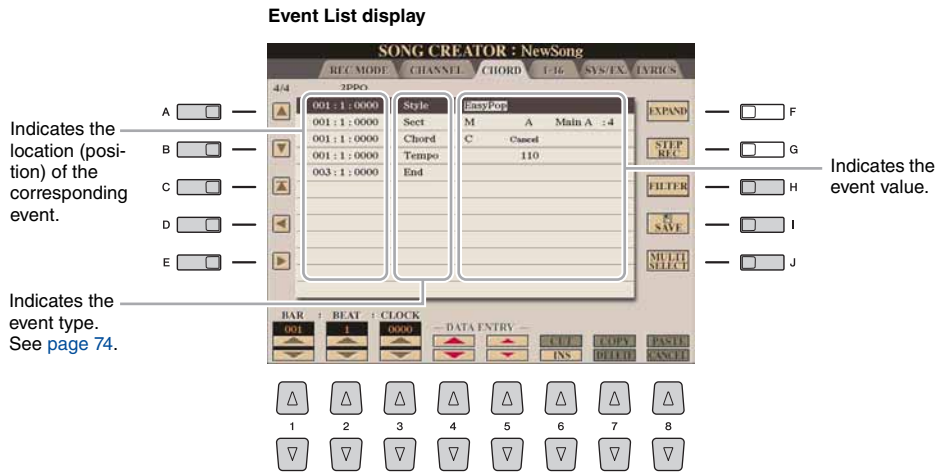 Event List display
SONG CREATOR : NewSong
REC MODE CHANNEL CHORD 1-16 SYS/EX. LYRICS
4/4 2PPQ
001 : 1 : 0000 Style EasyPop
001 : 1 : 0000 Sect M A Main A : 4
001 : 1 : 0000 Chord C Cancel
001 : 1 : 0000 Tempo 110
003 : 1 : 0000 End
EXPAND
STEP
REC
FILTER
SAVE
MULTI
SELECT
A
B
C
D
E
F
G
H
I
J
Indicates the
location (posi-
tion) of the
corresponding
event.
Indicates the
event value.
Indicates the
event type.
See page 74.
BAR : BEAT : CLOCK
001 1 0000
DATA ENTRY
CUT COPY PASTE
INS DELETE CANCEL
1 2 3 4 5 6 7 8